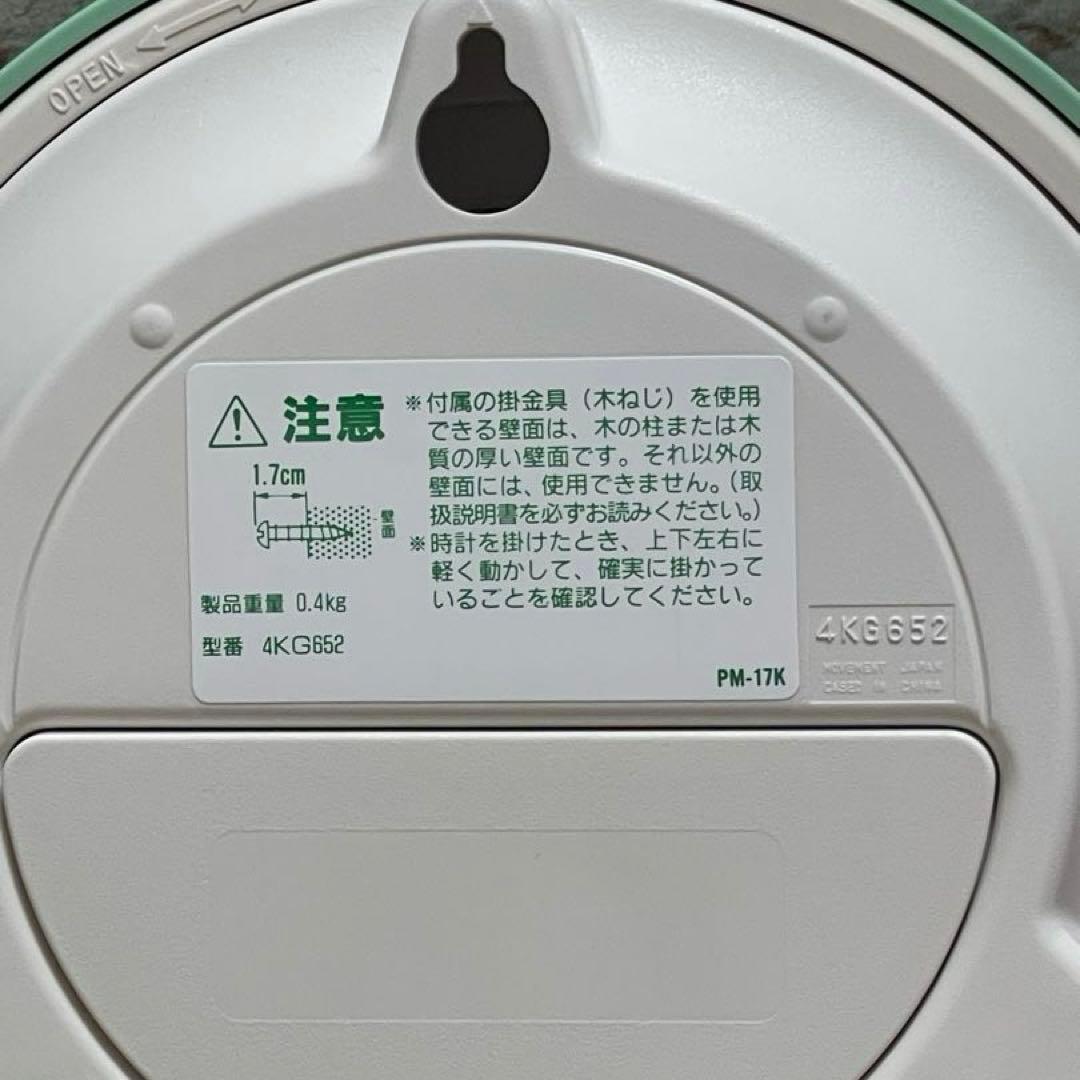 OPEN
注意
※付属の掛金具（木ねじ）を使用
できる壁面は、木の柱または木
質の厚い壁面です。それ以外の
壁面には、使用できません。（取
扱説明書を必ずお読みください。）
※時計を掛けたとき、上下左右に
軽く動かして、確実に掛かって
いることを確認してください。
1.7cm
壁面
製品重量 0.4kg
型番 4KG652
PM-17K
4KG652
MOVEMENT JAPAN
CASED IN CHINA